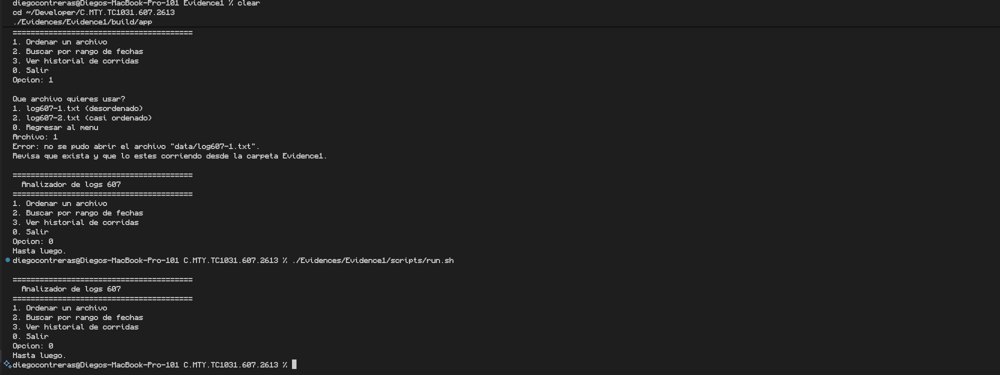 diegocontreras@Diegos-MacBook-Pro-101 Evidence1 % clear
cd ~/Developer/C.MTY.TC1031.607.2613
./Evidences/Evidence1/build/app
========================================
1. Ordenar un archivo
2. Buscar por rango de fechas
3. Ver historial de corridas
0. Salir
Opcion: 1
Que archivo quieres usar?
1. log607-1.txt (desordenado)
2. log607-2.txt (casi ordenado)
0. Regresar al menu
Archivo: 1
Error: no se pudo abrir el archivo "data/log607-1.txt".
Revisa que exista y que lo estes corriendo desde la carpeta Evidence1.
========================================
Analizador de logs 607
========================================
1. Ordenar un archivo
2. Buscar por rango de fechas
3. Ver historial de corridas
0. Salir
Opcion: 0
Hasta luego.
diegocontreras@Diegos-MacBook-Pro-101 C.MTY.TC1031.607.2613 % ./Evidences/Evidence1/scripts/run.sh
========================================
Analizador de logs 607
========================================
1. Ordenar un archivo
2. Buscar por rango de fechas
3. Ver historial de corridas
0. Salir
Opcion: 0
Hasta luego.
diegocontreras@Diegos-MacBook-Pro-101 C.MTY.TC1031.607.2613 %